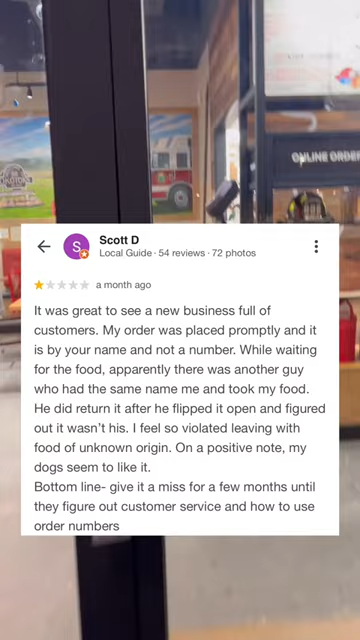 ONLINE ORDER
S
Scott D
Local Guide · 54 reviews · 72 photos
a month ago
It was great to see a new business full of
customers. My order was placed promptly and it
is by your name and not a number. While waiting
for the food, apparently there was another guy
who had the same name me and took my food.
He did return it after he flipped it open and figured
out it wasn't his. I feel so violated leaving with
food of unknown origin. On a positive note, my
dogs seem to like it.
Bottom line- give it a miss for a few months until
they figure out customer service and how to use
order numbers